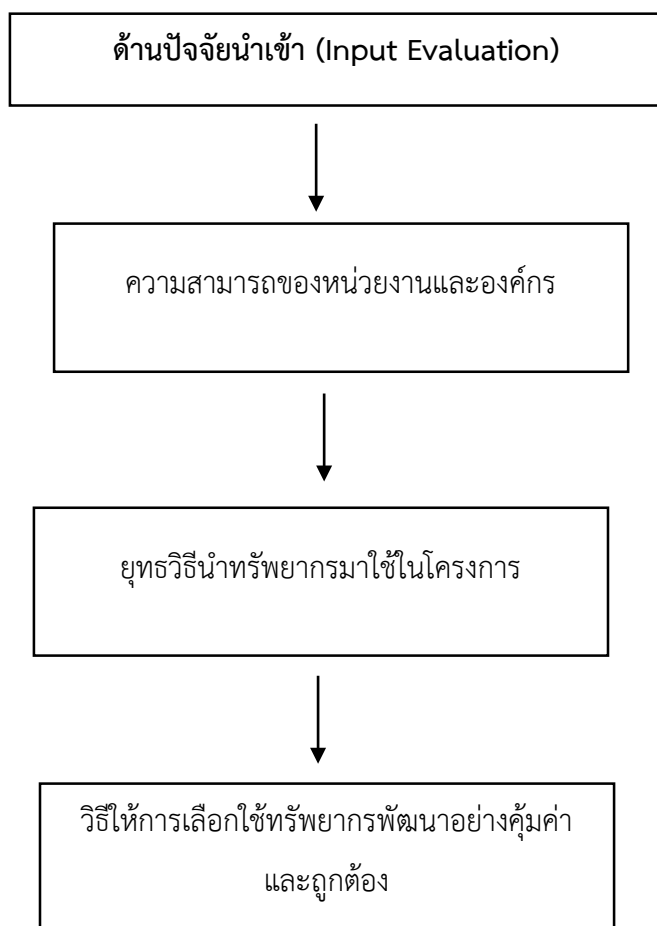 ด้านปัจจัยนำเข้า (Input Evaluation)
ความสามารถของหน่วยงานและองค์กร
ยุทธวิธีนำทรัพยากรมาใช้ในโครงการ
วิธีให้การเลือกใช้ทรัพยากรพัฒนาอย่างคุ้มค่า
และถูกต้อง